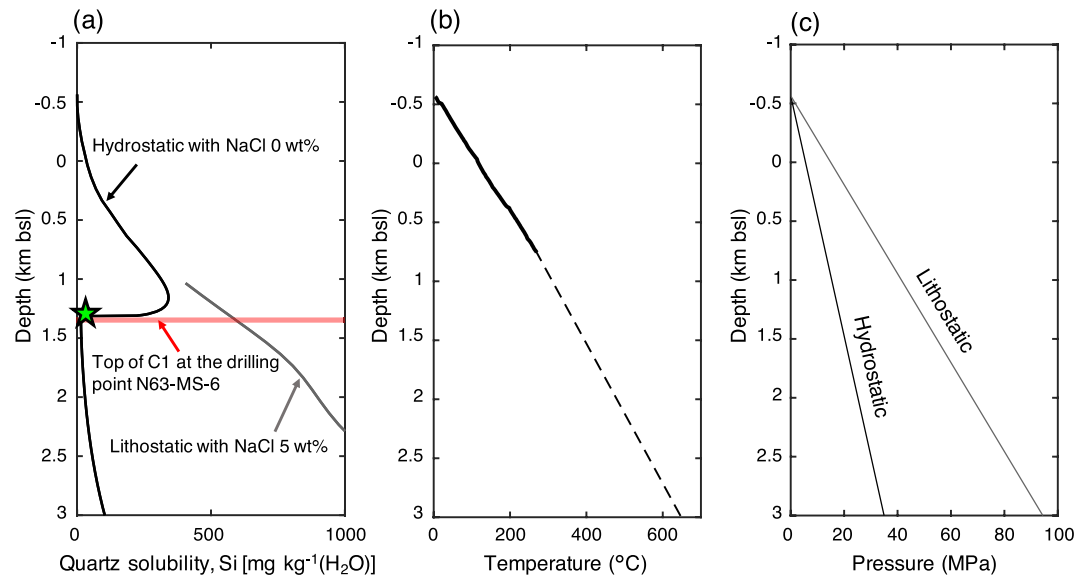 (a)
-1
-0.5
0
0.5
1
1.5
2
2.5
3
Depth (km bsl)
Hydrostatic with NaCl 0 wt%
Top of C1 at the drilling
point N63-MS-6
Lithostatic with NaCl 5 wt%
0
500
1000
Quartz solubility, Si [mg kg⁻¹(H₂O)]
(b)
-1
-0.5
0
0.5
1
1.5
2
2.5
3
Depth (km bsl)
0
200
400
600
Temperature (°C)
(c)
-1
-0.5
0
0.5
1
1.5
2
2.5
3
Depth (km bsl)
Lithostatic
Hydrostatic
0
20
40
60
80
100
Pressure (MPa)